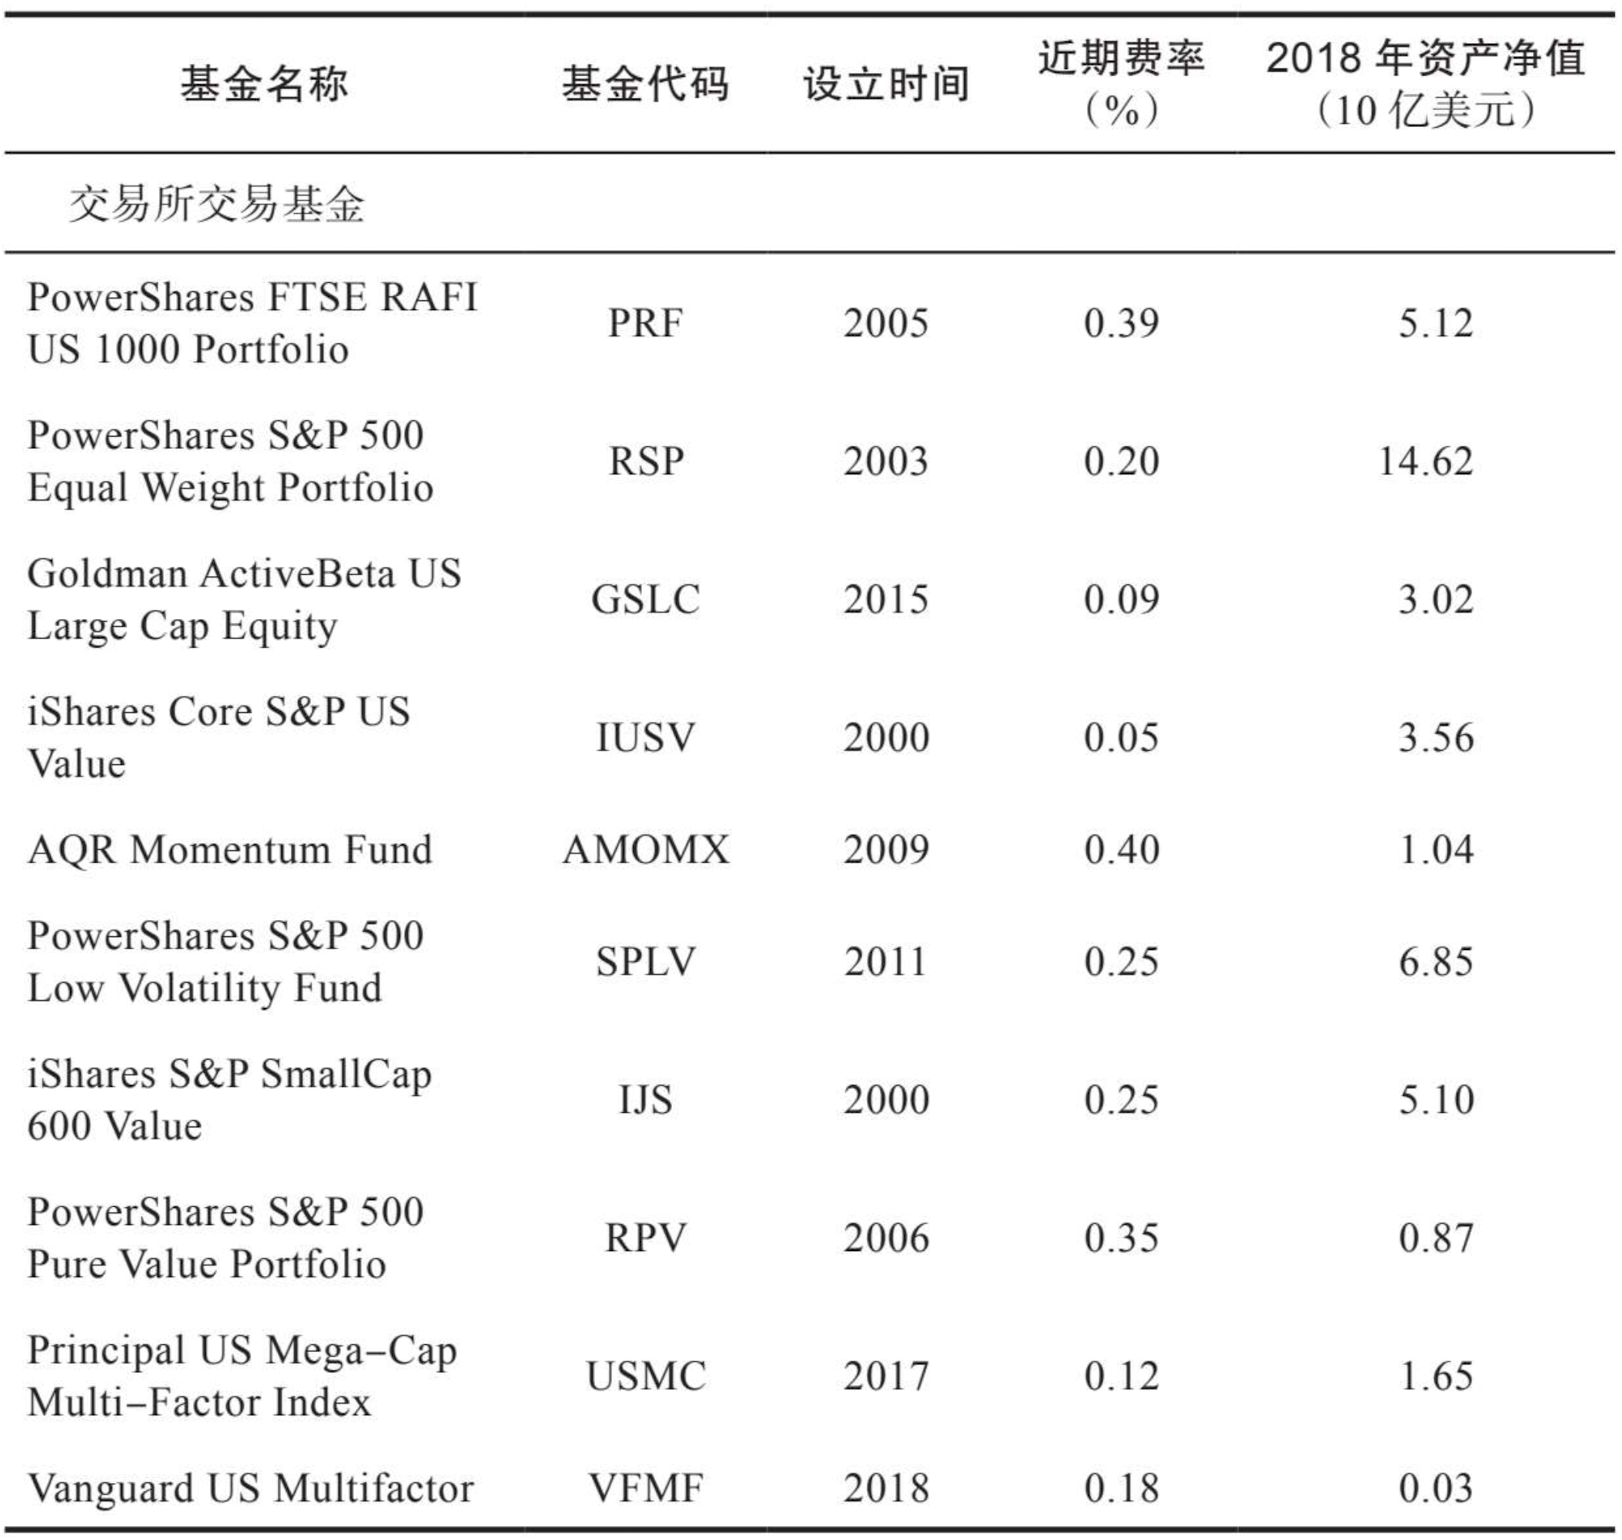 基金名称 基金代码 设立时间 近期费率（%） 2018 年资产净值（10 亿美元）
交易所交易基金
PowerShares FTSE RAFI
US 1000 Portfolio PRF 2005 0.39 5.12
PowerShares S&P 500
Equal Weight Portfolio RSP 2003 0.20 14.62
Goldman ActiveBeta US
Large Cap Equity GSLC 2015 0.09 3.02
iShares Core S&P US
Value IUSV 2000 0.05 3.56
AQR Momentum Fund AMOMX 2009 0.40 1.04
PowerShares S&P 500
Low Volatility Fund SPLV 2011 0.25 6.85
iShares S&P SmallCap
600 Value IJS 2000 0.25 5.10
PowerShares S&P 500
Pure Value Portfolio RPV 2006 0.35 0.87
Principal US Mega–Cap
Multi–Factor Index USMC 2017 0.12 1.65
Vanguard US Multifactor VFMF 2018 0.18 0.03